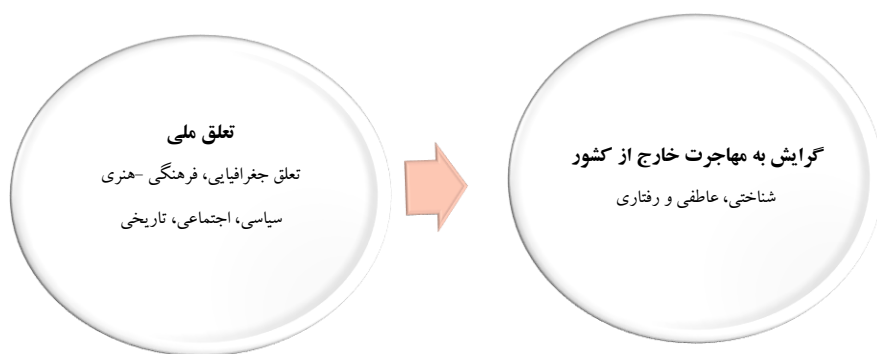 تعلق ملی
تعلق جغرافیایی، فرهنگی -هنری
سیاسی، اجتماعی، تاریخی
گرایش به مهاجرت خارج از کشور
شناختی، عاطفی و رفتاری